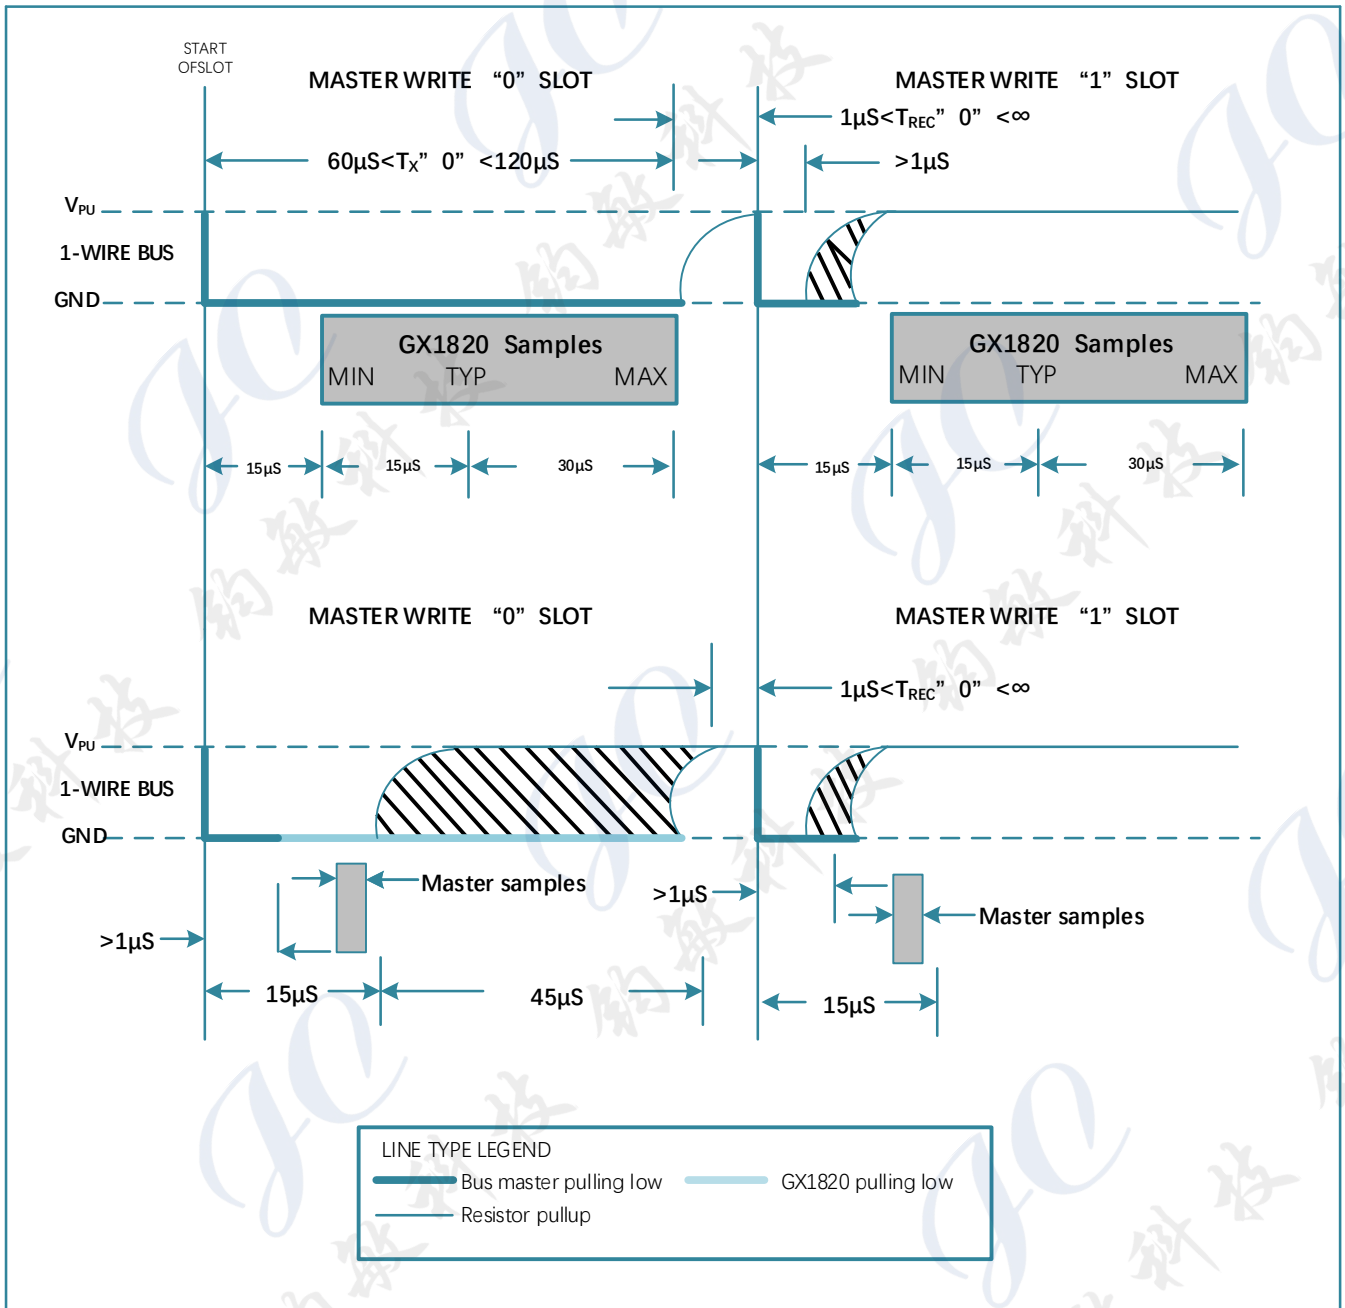 START
OFSLOT
MASTER WRITE “0” SLOT
MASTER WRITE “1” SLOT
1μS<TREC” 0” <∞
60μS<TX” 0” <120μS
>1μS
VPU
1-WIRE BUS
GND
GX1820 Samples
MIN TYP MAX
GX1820 Samples
MIN TYP MAX
15μS 15μS 30μS
15μS 15μS 30μS
MASTER WRITE “0” SLOT
MASTER WRITE “1” SLOT
1μS<TREC” 0” <∞
VPU
1-WIRE BUS
GND
Master samples
>1μS
Master samples
>1μS
15μS 45μS
15μS
LINE TYPE LEGEND
Bus master pulling low
GX1820 pulling low
Resistor pullup